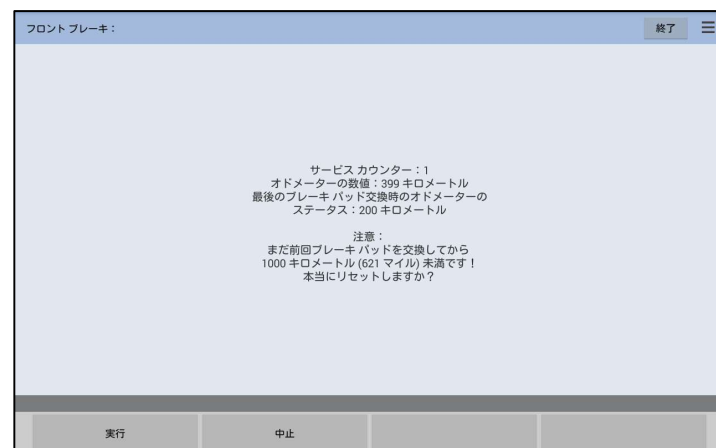 フロント ブレーキ：
終了
サービス カウンター：1
オドメーターの数値：399 キロメートル
最後のブレーキ パッド交換時のオドメーターの
ステータス：200 キロメートル
注意：
まだ前回ブレーキ パッドを交換してから
1000 キロメートル (621 マイル) 未満です！
本当にリセットしますか？
実行
中止